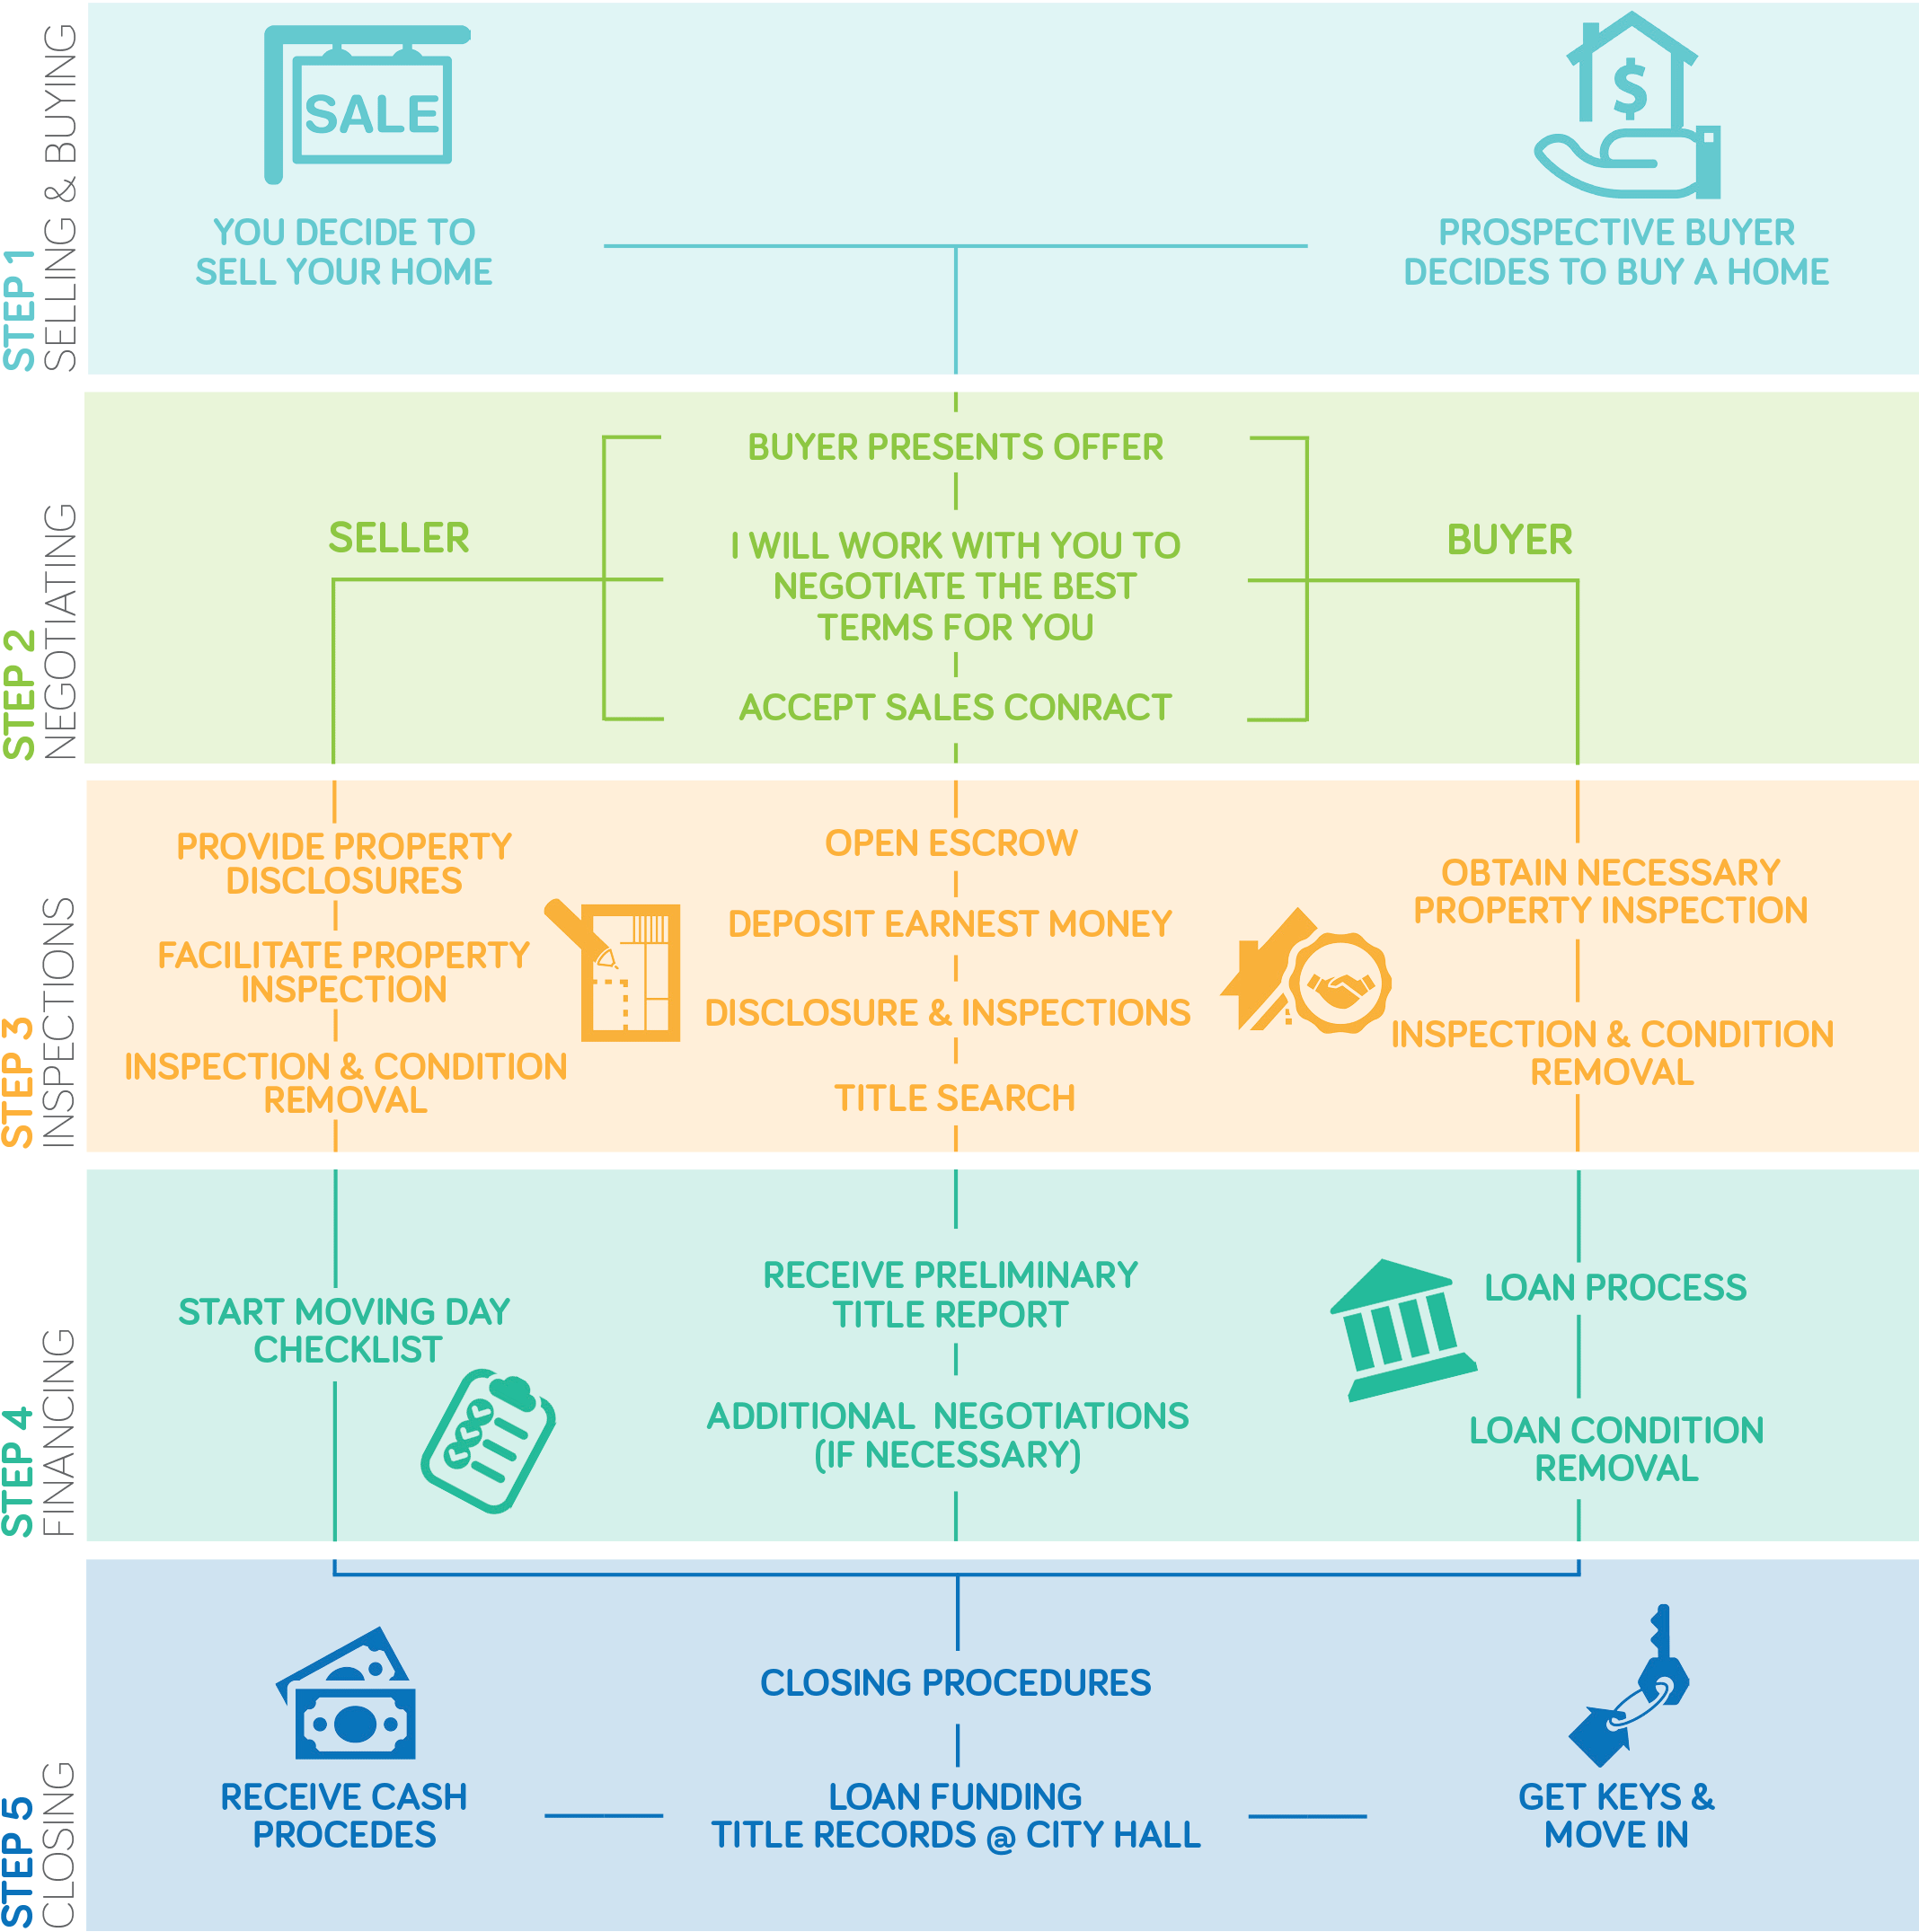 STEP 1
SELLING & BUYING
SALE
YOU DECIDE TO
SELL YOUR HOME
$
PROSPECTIVE BUYER
DECIDES TO BUY A HOME
STEP 2
NEGOTIATING
SELLER
BUYER PRESENTS OFFER
I WILL WORK WITH YOU TO
NEGOTIATE THE BEST
TERMS FOR YOU
ACCEPT SALES CONRACT
BUYER
STEP 3
INSPECTIONS
PROVIDE PROPERTY
DISCLOSURES
FACILITATE PROPERTY
INSPECTION
INSPECTION & CONDITION
REMOVAL
OPEN ESCROW
DEPOSIT EARNEST MONEY
DISCLOSURE & INSPECTIONS
TITLE SEARCH
OBTAIN NECESSARY
PROPERTY INSPECTION
INSPECTION & CONDITION
REMOVAL
STEP 4
FINANCING
START MOVING DAY
CHECKLIST
RECEIVE PRELIMINARY
TITLE REPORT
ADDITIONAL NEGOTIATIONS
(IF NECESSARY)
LOAN PROCESS
LOAN CONDITION
REMOVAL
STEP 5
CLOSING
CLOSING PROCEDURES
RECEIVE CASH
PROCEDES
LOAN FUNDING
TITLE RECORDS @ CITY HALL
GET KEYS &
MOVE IN